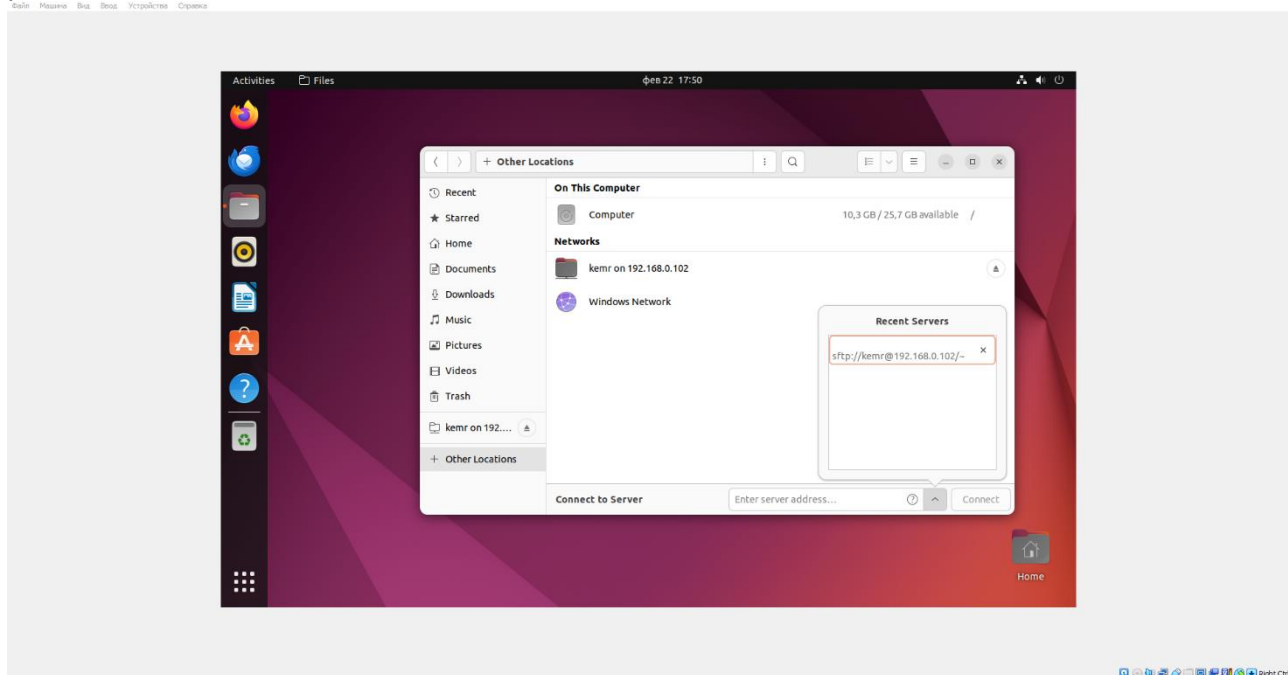 Файл Машина Вид Ввод Устройства Справка
Activities Files фев 22 17:50
+ Other Locations
Recent
Starred
Home
Documents
Downloads
Music
Pictures
Videos
Trash
kemr on 192....
+ Other Locations
On This Computer
Computer 10,3 GB / 25,7 GB available /
Networks
kemr on 192.168.0.102
Windows Network
Recent Servers
sftp://kemr@192.168.0.102/~
Connect to Server Enter server address... Connect
Home
Right Ctrl